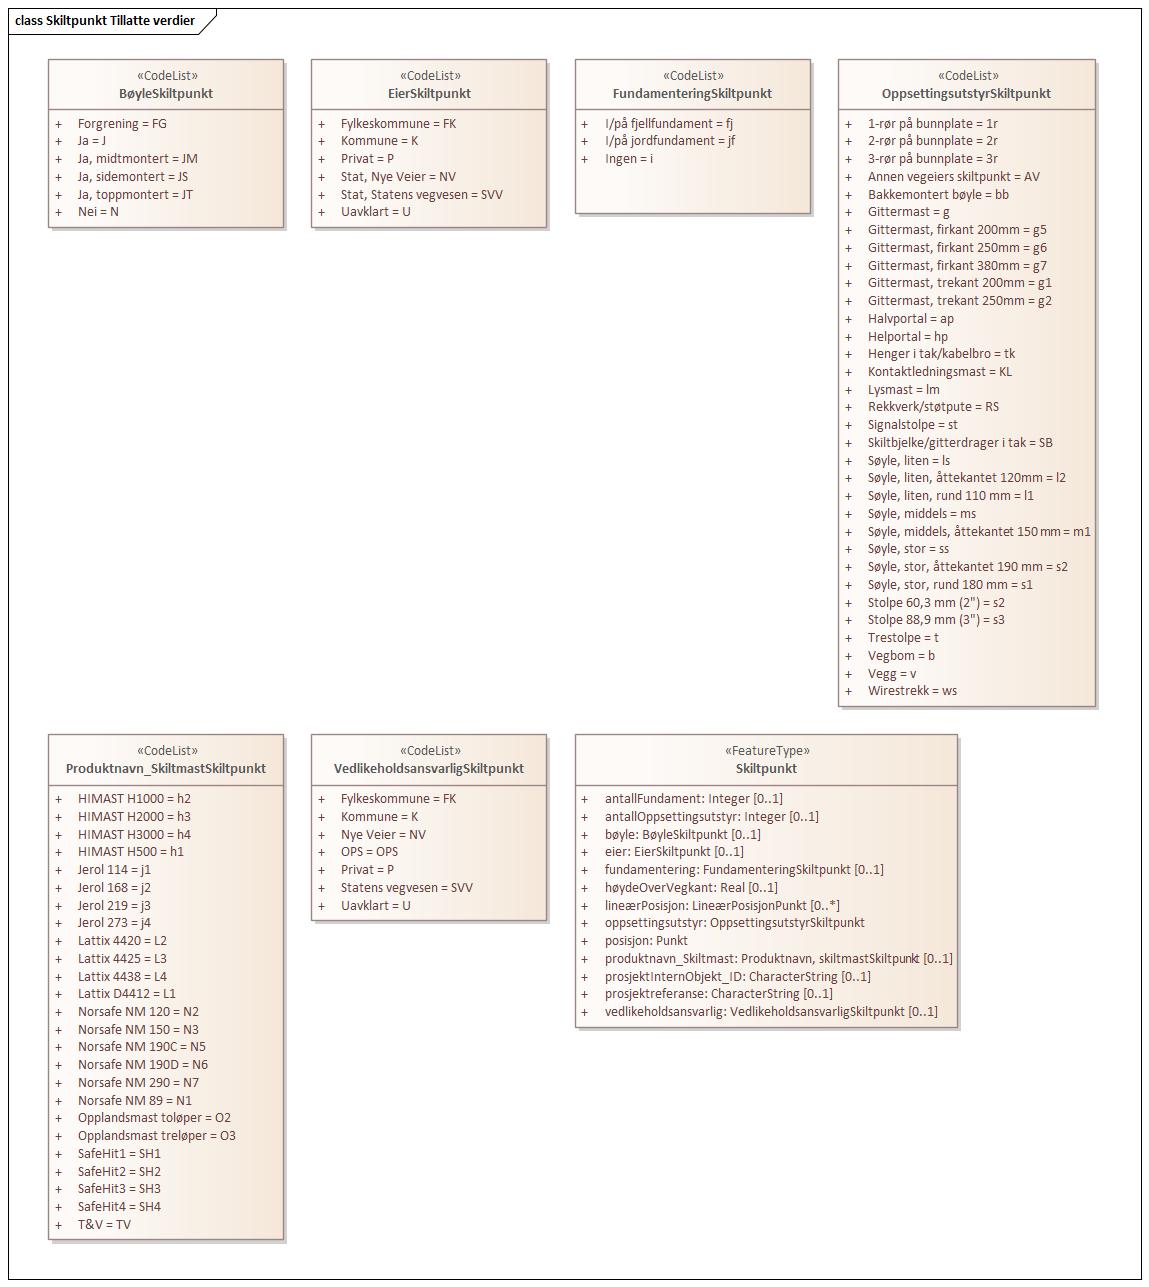 class Skiltpunkt Tillatte verdier
«CodeList»
BøyleSkiltpunkt
+ Forgrening = FG
+ Ja = J
+ Ja, midtmontert = JM
+ Ja, sidemontert = JS
+ Ja, toppmontert = JT
+ Nei = N
«CodeList»
EierSkiltpunkt
+ Fylkeskommune = FK
+ Kommune = K
+ Privat = P
+ Stat, Nye Veier = NV
+ Stat, Statens vegvesen = SVV
+ Uavklart = U
«CodeList»
FundamenteringSkiltpunkt
+ I/på fjellfundament = fj
+ I/på jordfundament = jf
+ Ingen = i
«CodeList»
OppsettingsutstyrSkiltpunkt
+ 1-rør på bunnplate = 1r
+ 2-rør på bunnplate = 2r
+ 3-rør på bunnplate = 3r
+ Annen vegeiers skiltpunkt = AV
+ Bakkemontert bøyle = bb
+ Gittermast = g
+ Gittermast, firkant 200mm = g5
+ Gittermast, firkant 250mm = g6
+ Gittermast, firkant 380mm = g7
+ Gittermast, trekant 200mm = g1
+ Gittermast, trekant 250mm = g2
+ Halvportal = ap
+ Helportal = hp
+ Henger i tak/kabelbro = tk
+ Kontaktledningsmast = KL
+ Lysmast = lm
+ Rekkverk/støtpute = RS
+ Signalstolpe = st
+ Skiltbjelke/gitterdrager i tak = SB
+ Søyle, liten = ls
+ Søyle, liten, åttekantet 120mm = l2
+ Søyle, liten, rund 110 mm = l1
+ Søyle, middels = ms
+ Søyle, middels, åttekantet 150 mm = m1
+ Søyle, stor = ss
+ Søyle, stor, åttekantet 190 mm = s2
+ Søyle, stor, rund 180 mm = s1
+ Stolpe 60,3 mm (2") = s2
+ Stolpe 88,9 mm (3") = s3
+ Trestolpe = t
+ Vegbom = b
+ Vegg = v
+ Wirestrekk = ws
«CodeList»
Produktnavn_SkiltmastSkiltpunkt
+ HIMAST H1000 = h2
+ HIMAST H2000 = h3
+ HIMAST H3000 = h4
+ HIMAST H500 = h1
+ Jerol 114 = j1
+ Jerol 168 = j2
+ Jerol 219 = j3
+ Jerol 273 = j4
+ Lattix 4420 = L2
+ Lattix 4425 = L3
+ Lattix 4438 = L4
+ Lattix D4412 = L1
+ Norsafe NM 120 = N2
+ Norsafe NM 150 = N3
+ Norsafe NM 190C = N5
+ Norsafe NM 190D = N6
+ Norsafe NM 290 = N7
+ Norsafe NM 89 = N1
+ Opplandsmast toløper = O2
+ Opplandsmast treløper = O3
+ SafeHit1 = SH1
+ SafeHit2 = SH2
+ SafeHit3 = SH3
+ SafeHit4 = SH4
+ T&V = TV
«CodeList»
VedlikeholdsansvarligSkiltpunkt
+ Fylkeskommune = FK
+ Kommune = K
+ Nye Veier = NV
+ OPS = OPS
+ Privat = P
+ Statens vegvesen = SVV
+ Uavklart = U
«FeatureType»
Skiltpunkt
+ antallFundament: Integer [0..1]
+ antallOppsettingsutstyr: Integer [0..1]
+ bøyle: BøyleSkiltpunkt [0..1]
+ eier: EierSkiltpunkt [0..1]
+ fundamentering: FundamenteringSkiltpunkt [0..1]
+ høydeOverVegkant: Real [0..1]
+ lineærPosisjon: LineærPosisjonPunkt [0..*]
+ oppsettingsutstyr: OppsettingsutstyrSkiltpunkt
+ posisjon: Punkt
+ produktnavn_Skiltmast: Produktnavn, skiltmastSkiltpunkt [0..1]
+ prosjektInternObjekt_ID: CharacterString [0..1]
+ prosjektreferanse: CharacterString [0..1]
+ vedlikeholdsansvarlig: VedlikeholdsansvarligSkiltpunkt [0..1]